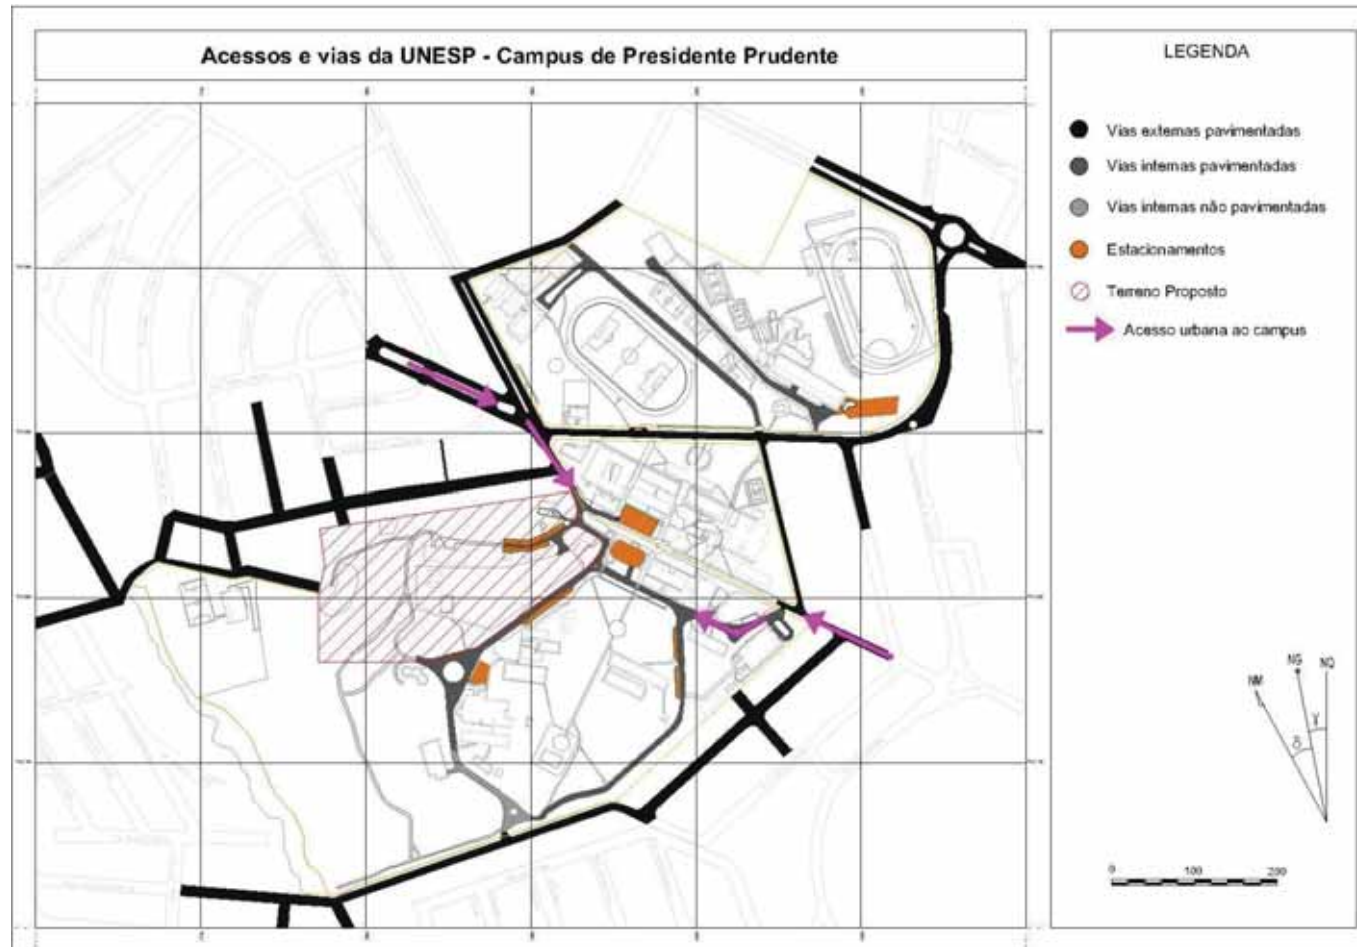 Acessos e vias da UNESP - Campus de Presidente Prudente
LEGENDA
Vias externas pavimentadas
Vias internas pavimentadas
Vias internas não pavimentadas
Estacionamentos
Terreno Proposto
Acesso urbana ao campus
NM
NG
NQ
δ
γ
0 100 200